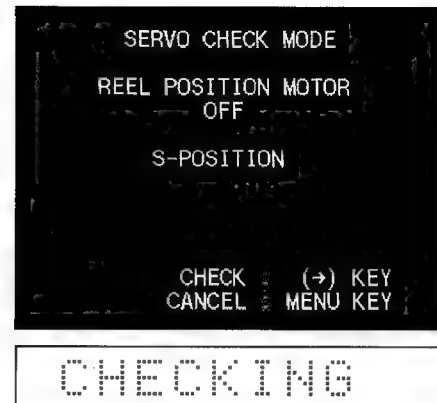 SERVO CHECK MODE
REEL POSITION MOTOR
OFF
S-POSITION
CHECK (→) KEY
CANCEL MENU KEY
CHECKING